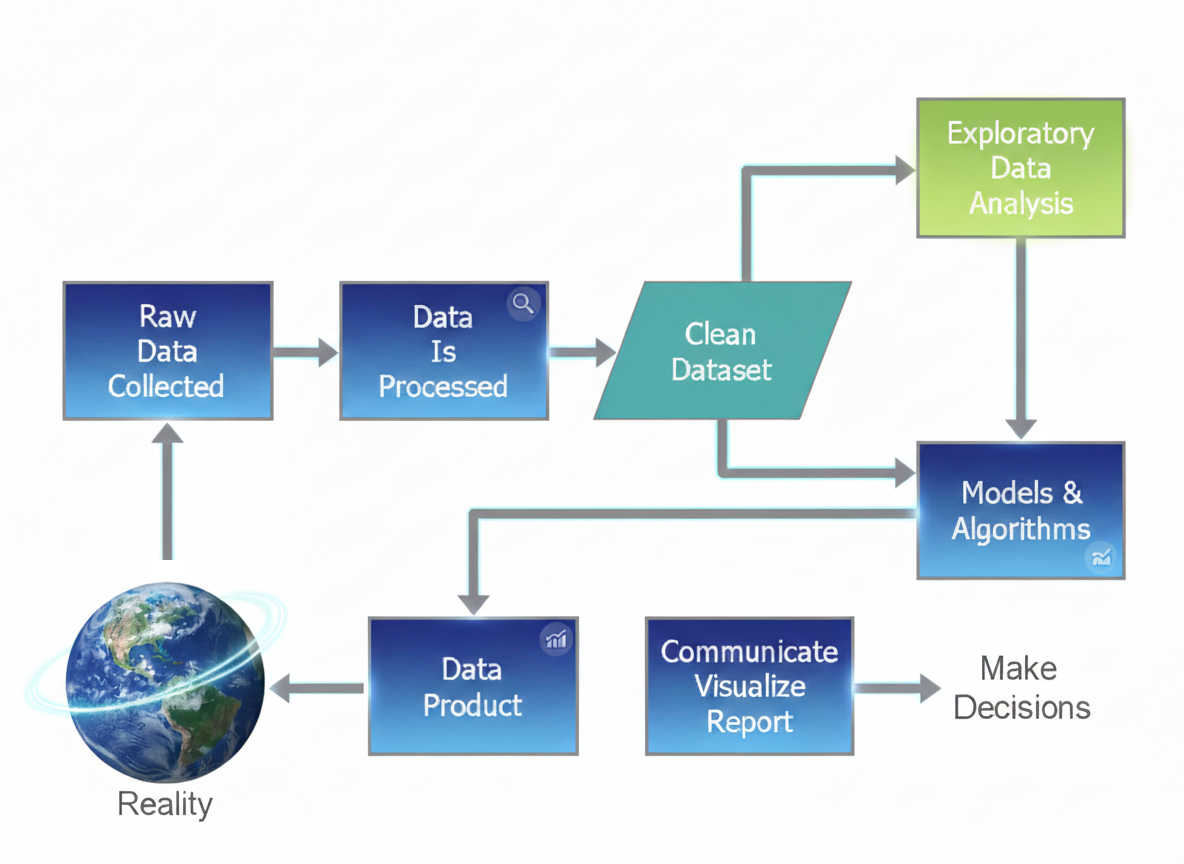 Exploratory
Data
Analysis
Raw
Data
Collected
Data
Is
Processed
Clean
Dataset
Models &
Algorithms
Data
Product
Communicate
Visualize
Report
Make
Decisions
Reality